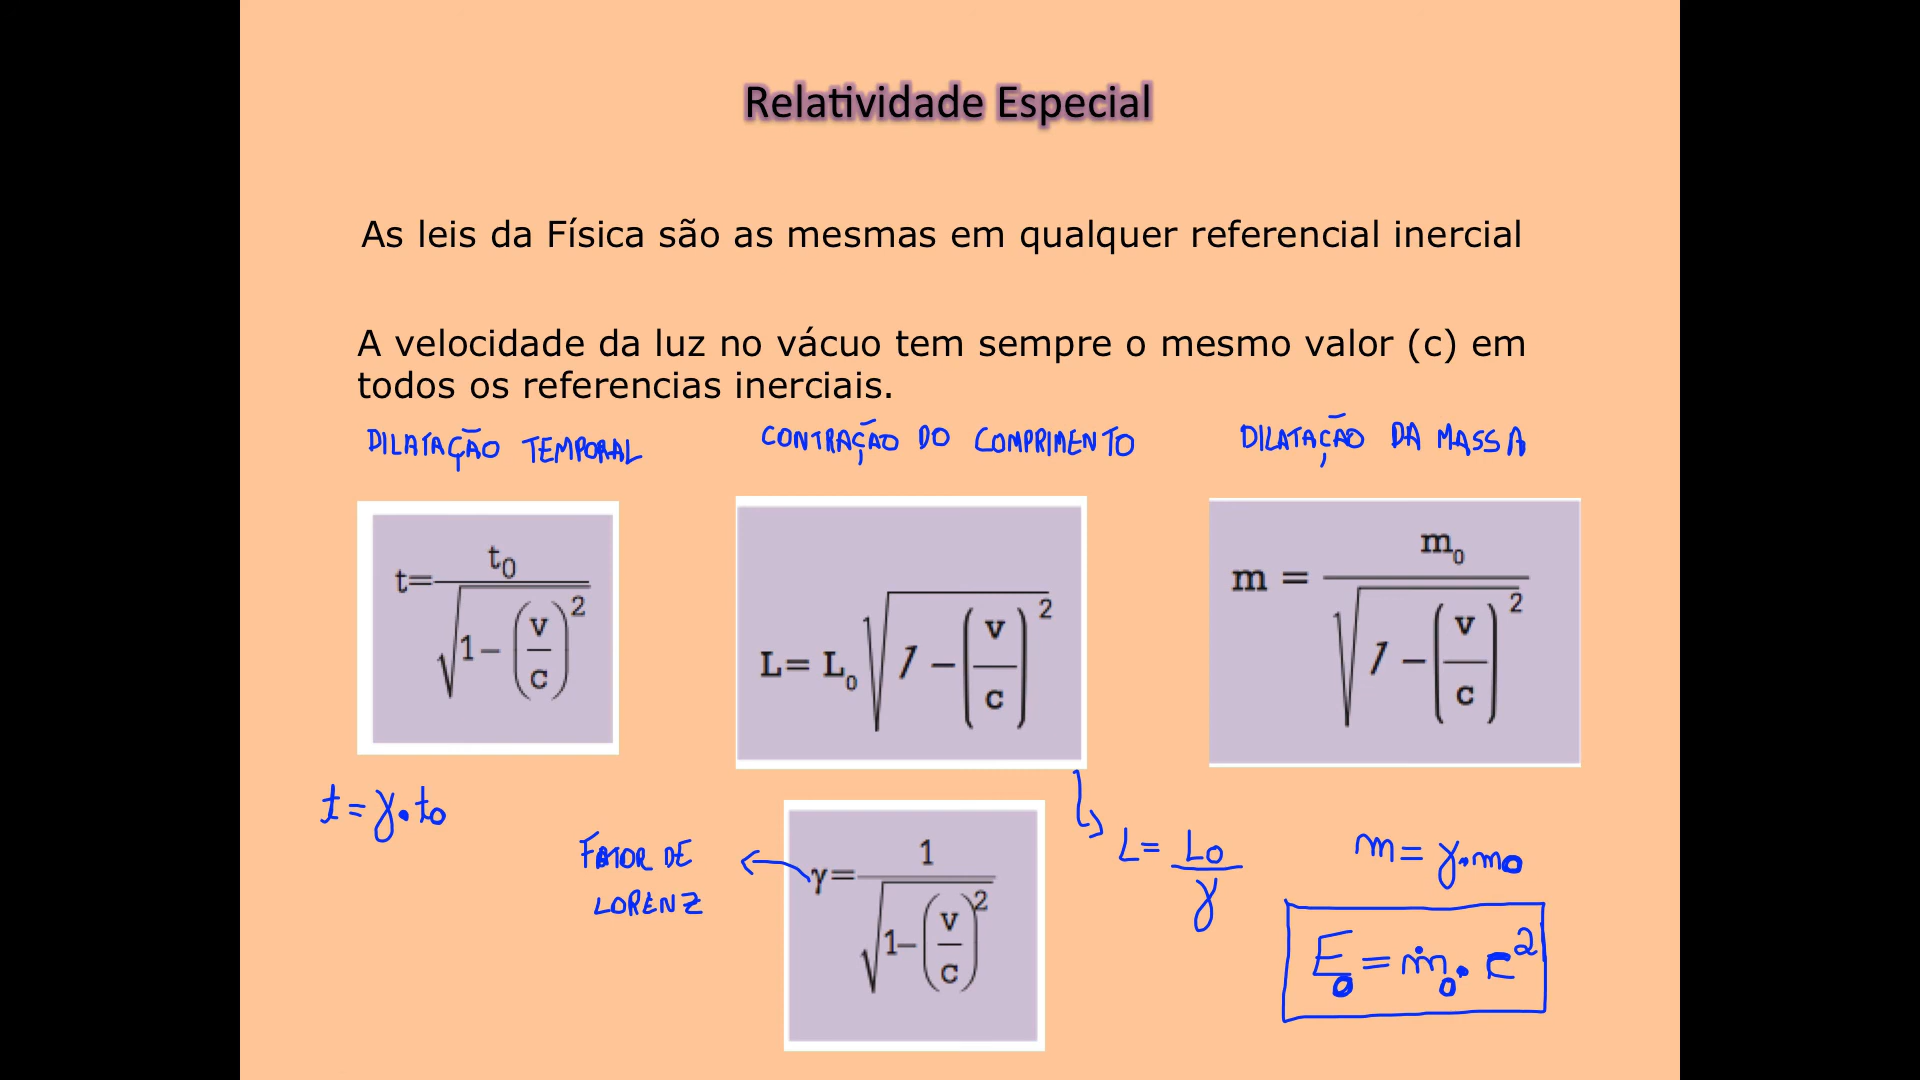 Relatividade Especial
As leis da Física são as mesmas em qualquer referencial inercial
A velocidade da luz no vácuo tem sempre o mesmo valor (c) em
todos os referencias inerciais.
DILATAÇÃO TEMPORAL
CONTRAÇÃO DO COMPRIMENTO
DILATAÇÃO DA MASSA
t= t₀ / √(1−(v/c)²)
L= L₀ √(1−(v/c)²)
m = m₀ / √(1−(v/c)²)
t=γ.t₀
FATOR DE
LORENZ
γ= 1 / √(1−(v/c)²)
L= L₀ / γ
m=γ.m₀
E₀=m₀.c²